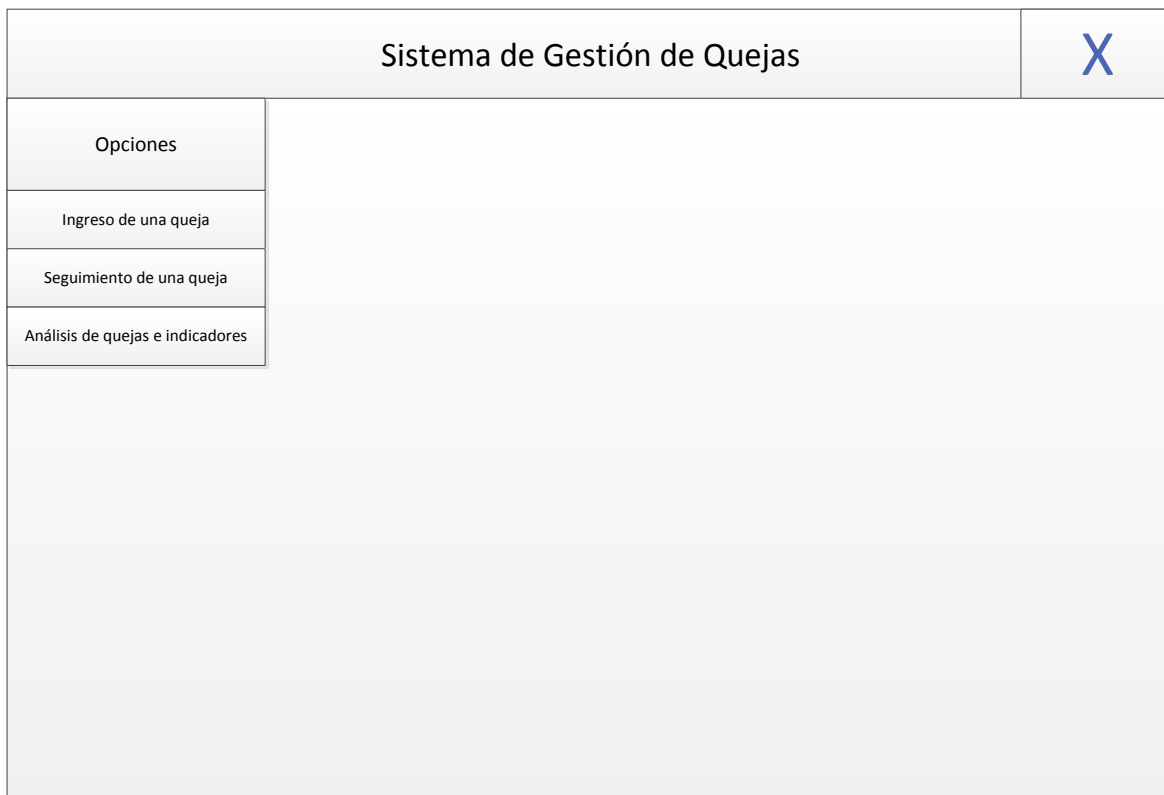 Sistema de Gestión de Quejas
X
Opciones
Ingreso de una queja
Seguimiento de una queja
Análisis de quejas e indicadores